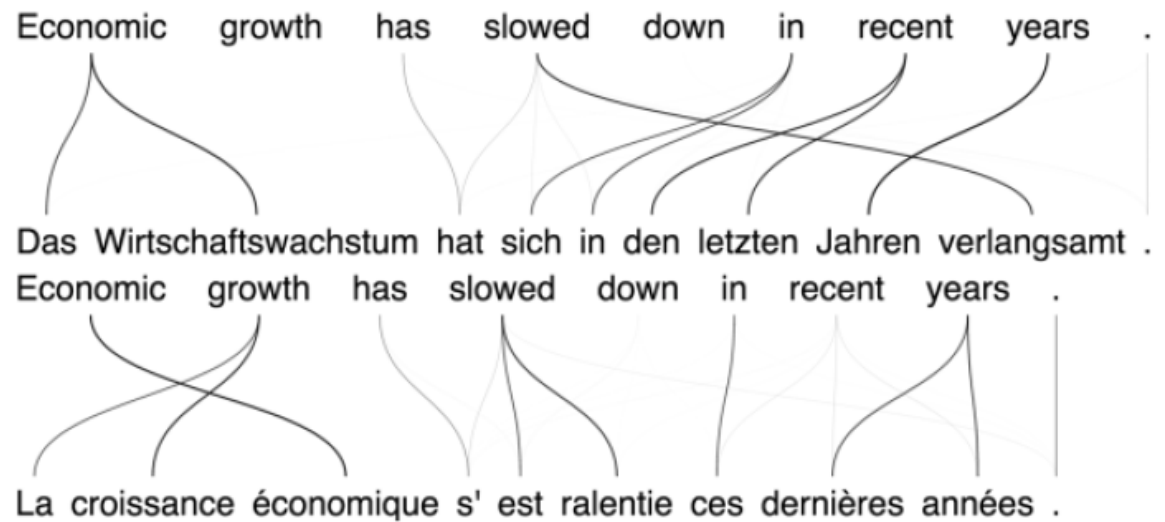 Economic growth has slowed down in recent years .
Das Wirtschaftswachstum hat sich in den letzten Jahren verlangsamt .
Economic growth has slowed down in recent years .
La croissance économique s' est ralentie ces dernières années .